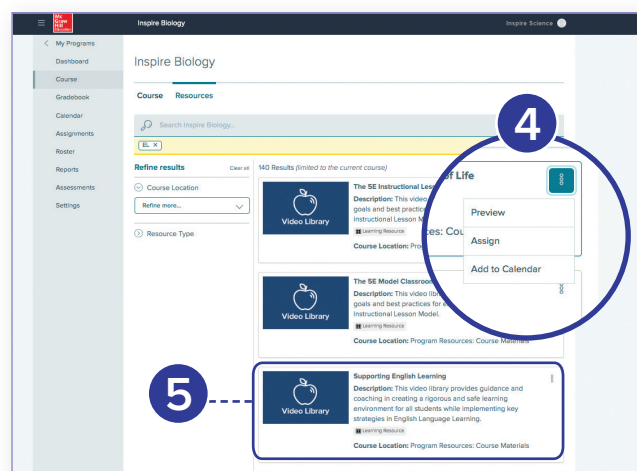 Mc
Graw
Hill
Education
Inspire Biology
Inspire Science
My Programs
Dashboard
Course
Gradebook
Calendar
Assignments
Roster
Reports
Assessments
Settings
Inspire Biology
Course Resources
Search Inspire Biology...
EL ×
Refine results Clear all
Course Location
Refine more...
Resource Type
140 Results (limited to the current course)
Video Library
The 5E Instructional
Description: This video
goals and best practice
Instructional Lesson
Learning Resource
Course Location:
4
of Life
Preview
Assign
Add to Calendar
Video Library
The 5E Model Classroom
Description: This video
goals and best practices for
Instructional Lesson Model.
Learning Resource
Course Location: Program Resources: Course Materials
5
Video Library
Supporting English Learning
Description: This video library provides guidance and
coaching in creating a rigorous and safe learning
environment for all students while implementing key
strategies in English Language Learning.
Learning Resource
Course Location: Program Resources: Course Materials